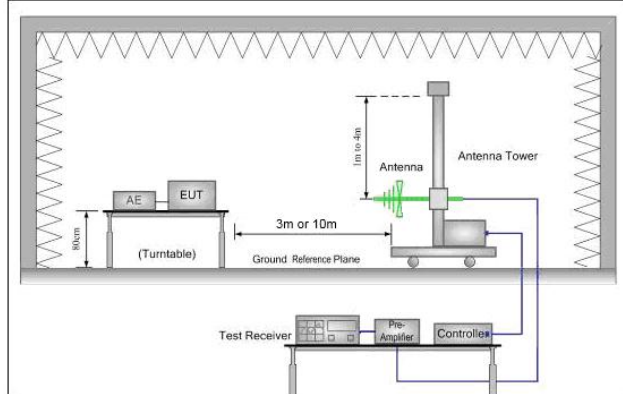 1m to 4m
Antenna
Antenna Tower
AE
EUT
80cm
3m or 10m
(Turntable)
Ground Reference Plane
Test Receiver
Pre-
Amplifier
Controller